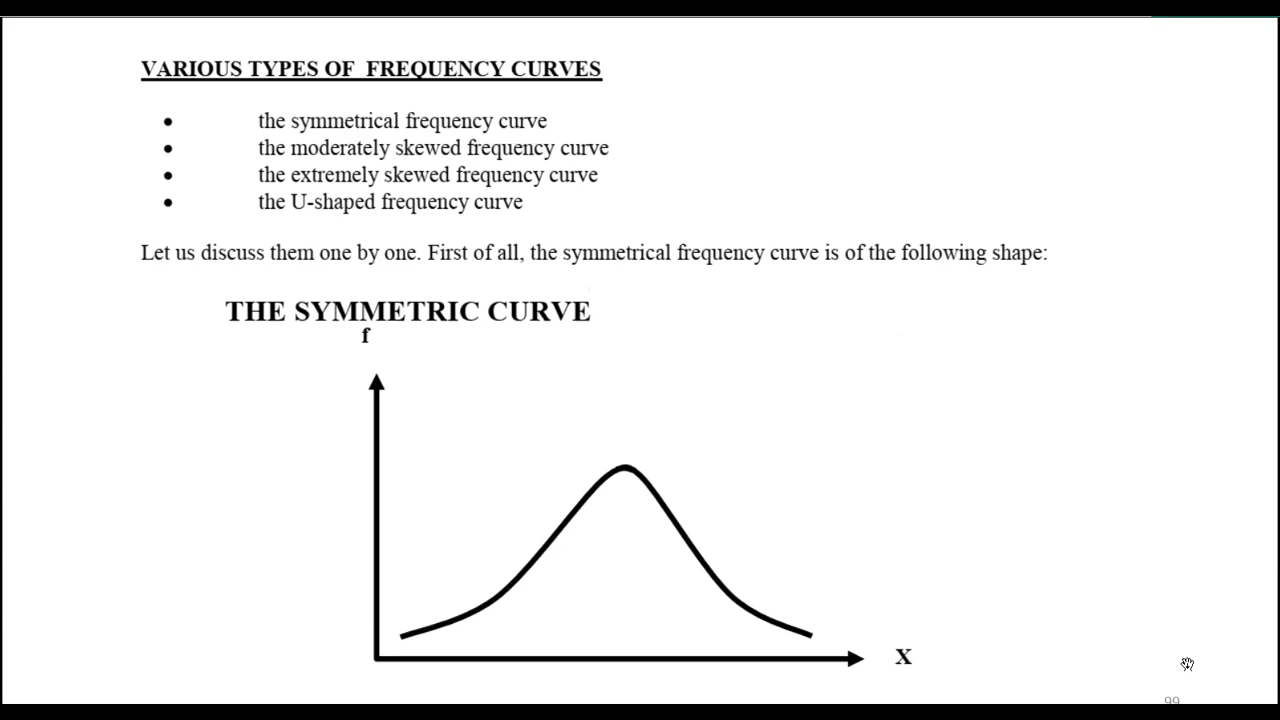 VARIOUS TYPES OF FREQUENCY CURVES
• the symmetrical frequency curve
• the moderately skewed frequency curve
• the extremely skewed frequency curve
• the U-shaped frequency curve
Let us discuss them one by one. First of all, the symmetrical frequency curve is of the following shape:
THE SYMMETRIC CURVE
f
X
99